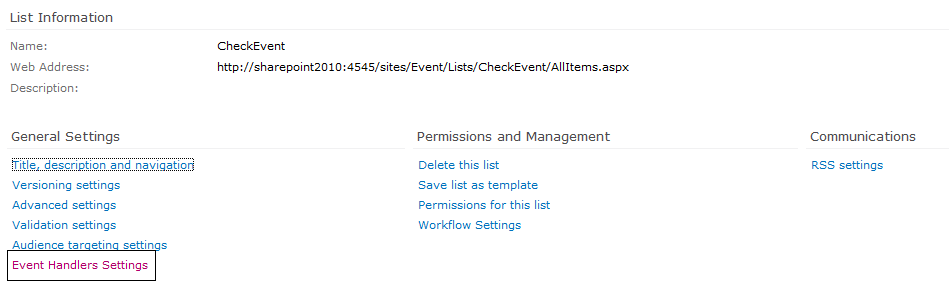 List Information
Name: CheckEvent
Web Address: http://sharepoint2010:4545/sites/Event/Lists/CheckEvent/AllItems.aspx
Description:
General Settings
Title, description and navigation
Versioning settings
Advanced settings
Validation settings
Audience targeting settings
Event Handlers Settings
Permissions and Management
Delete this list
Save list as template
Permissions for this list
Workflow Settings
Communications
RSS settings